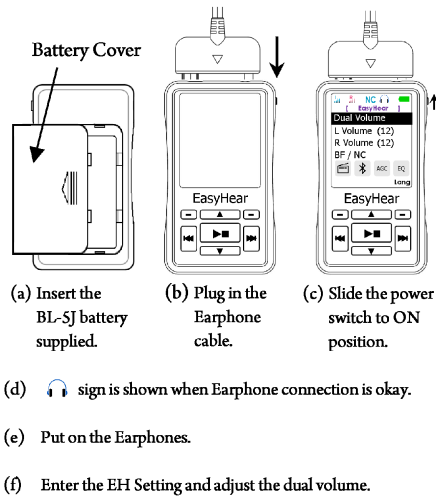 Battery Cover
NC
[ EasyHear ]
Dual Volume
L Volume (12)
R Volume (12)
BF / NC
AGC EQ
Long
EasyHear
EasyHear
(a) Insert the
BL-5J battery
supplied.
(b) Plug in the
Earphone
cable.
(c) Slide the power
switch to ON
position.
(d) sign is shown when Earphone connection is okay.
(e) Put on the Earphones.
(f) Enter the EH Setting and adjust the dual volume.